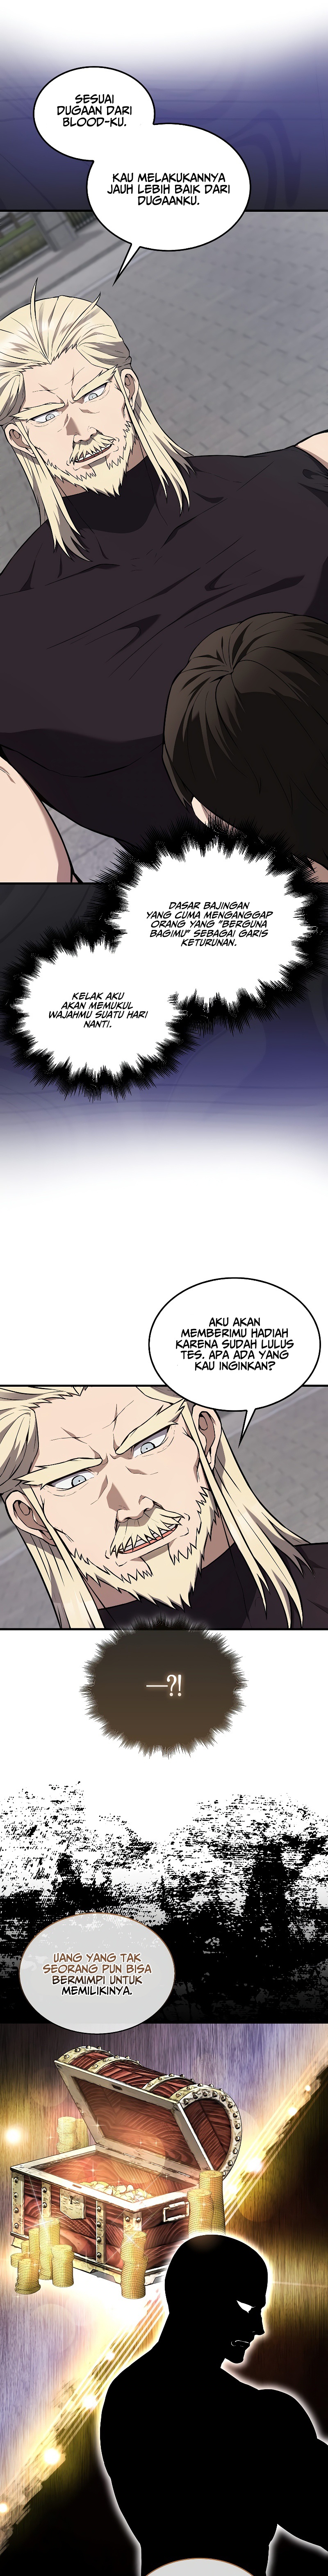 SESUAI
DUGAAN DARI
BLOOD-KU.
KAU MELAKUKANNYA
JAUH LEBIH BAIK DARI
DUGAANKU.
DASAR BAJINGAN
YANG CUMA MENGANGGAP
ORANG YANG "BERGUNA
BAGIMU" SEBAGAI GARIS
KETURUNAN.
KELAK AKU
AKAN MEMUKUL
WAJAHMU SUATU HARI
NANTI.
AKU AKAN
MEMBERIMU HADIAH
KARENA SUDAH LULUS
TES. APA ADA YANG
KAU INGINKAN?
—?!
UANG YANG TAK
SEORANG PUN BISA
BERMIMPI UNTUK
MEMILIKINYA.